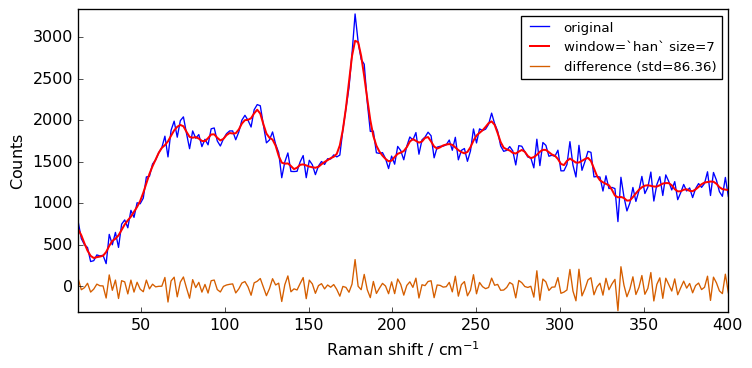 original
window=`han` size=7
difference (std=86.36)
3000
2500
2000
1500
1000
500
0
Counts
50 100 150 200 250 300 350 400
Raman shift / cm⁻¹